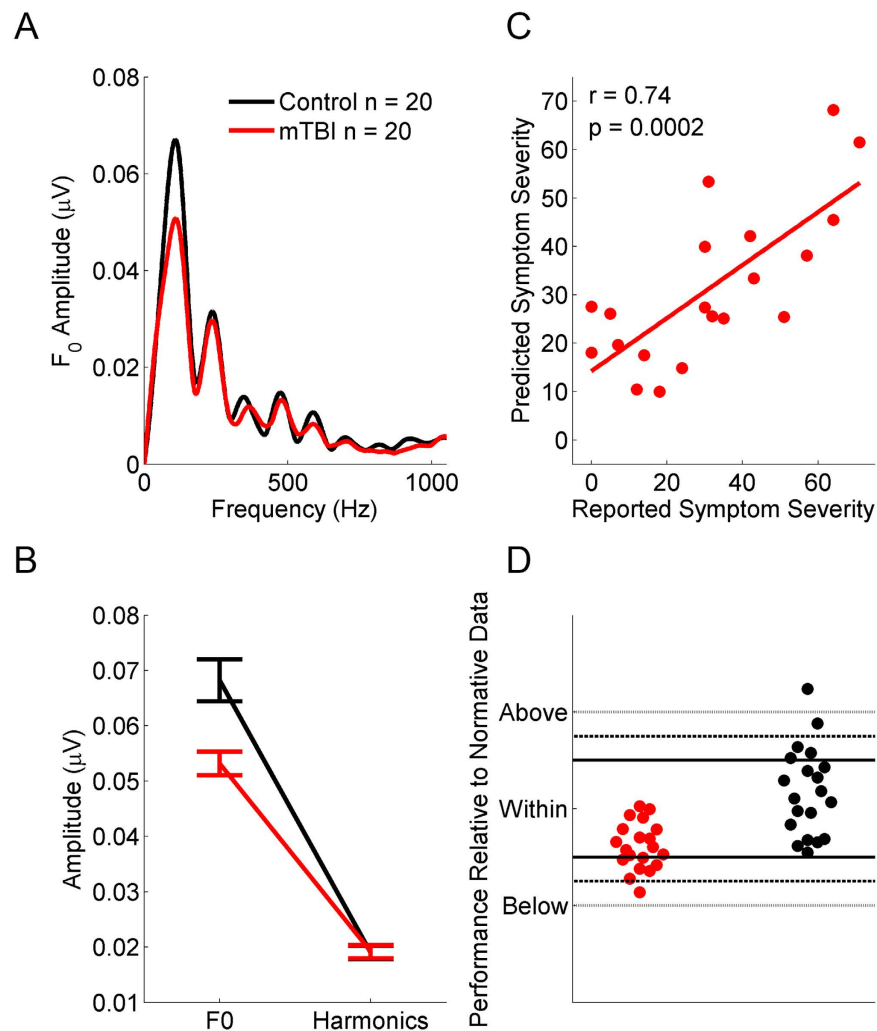 A
F0 Amplitude (µV)
0.08
0.06
0.04
0.02
0
Control n = 20
mTBI n = 20
0
500
1000
Frequency (Hz)
C
Predicted Symptom Severity
70
60
50
40
30
20
10
0
r = 0.74
p = 0.0002
0
20
40
60
Reported Symptom Severity
B
Amplitude (µV)
0.08
0.07
0.06
0.05
0.04
0.03
0.02
0.01
F0
Harmonics
D
Performance Relative to Normative Data
Above
Within
Below